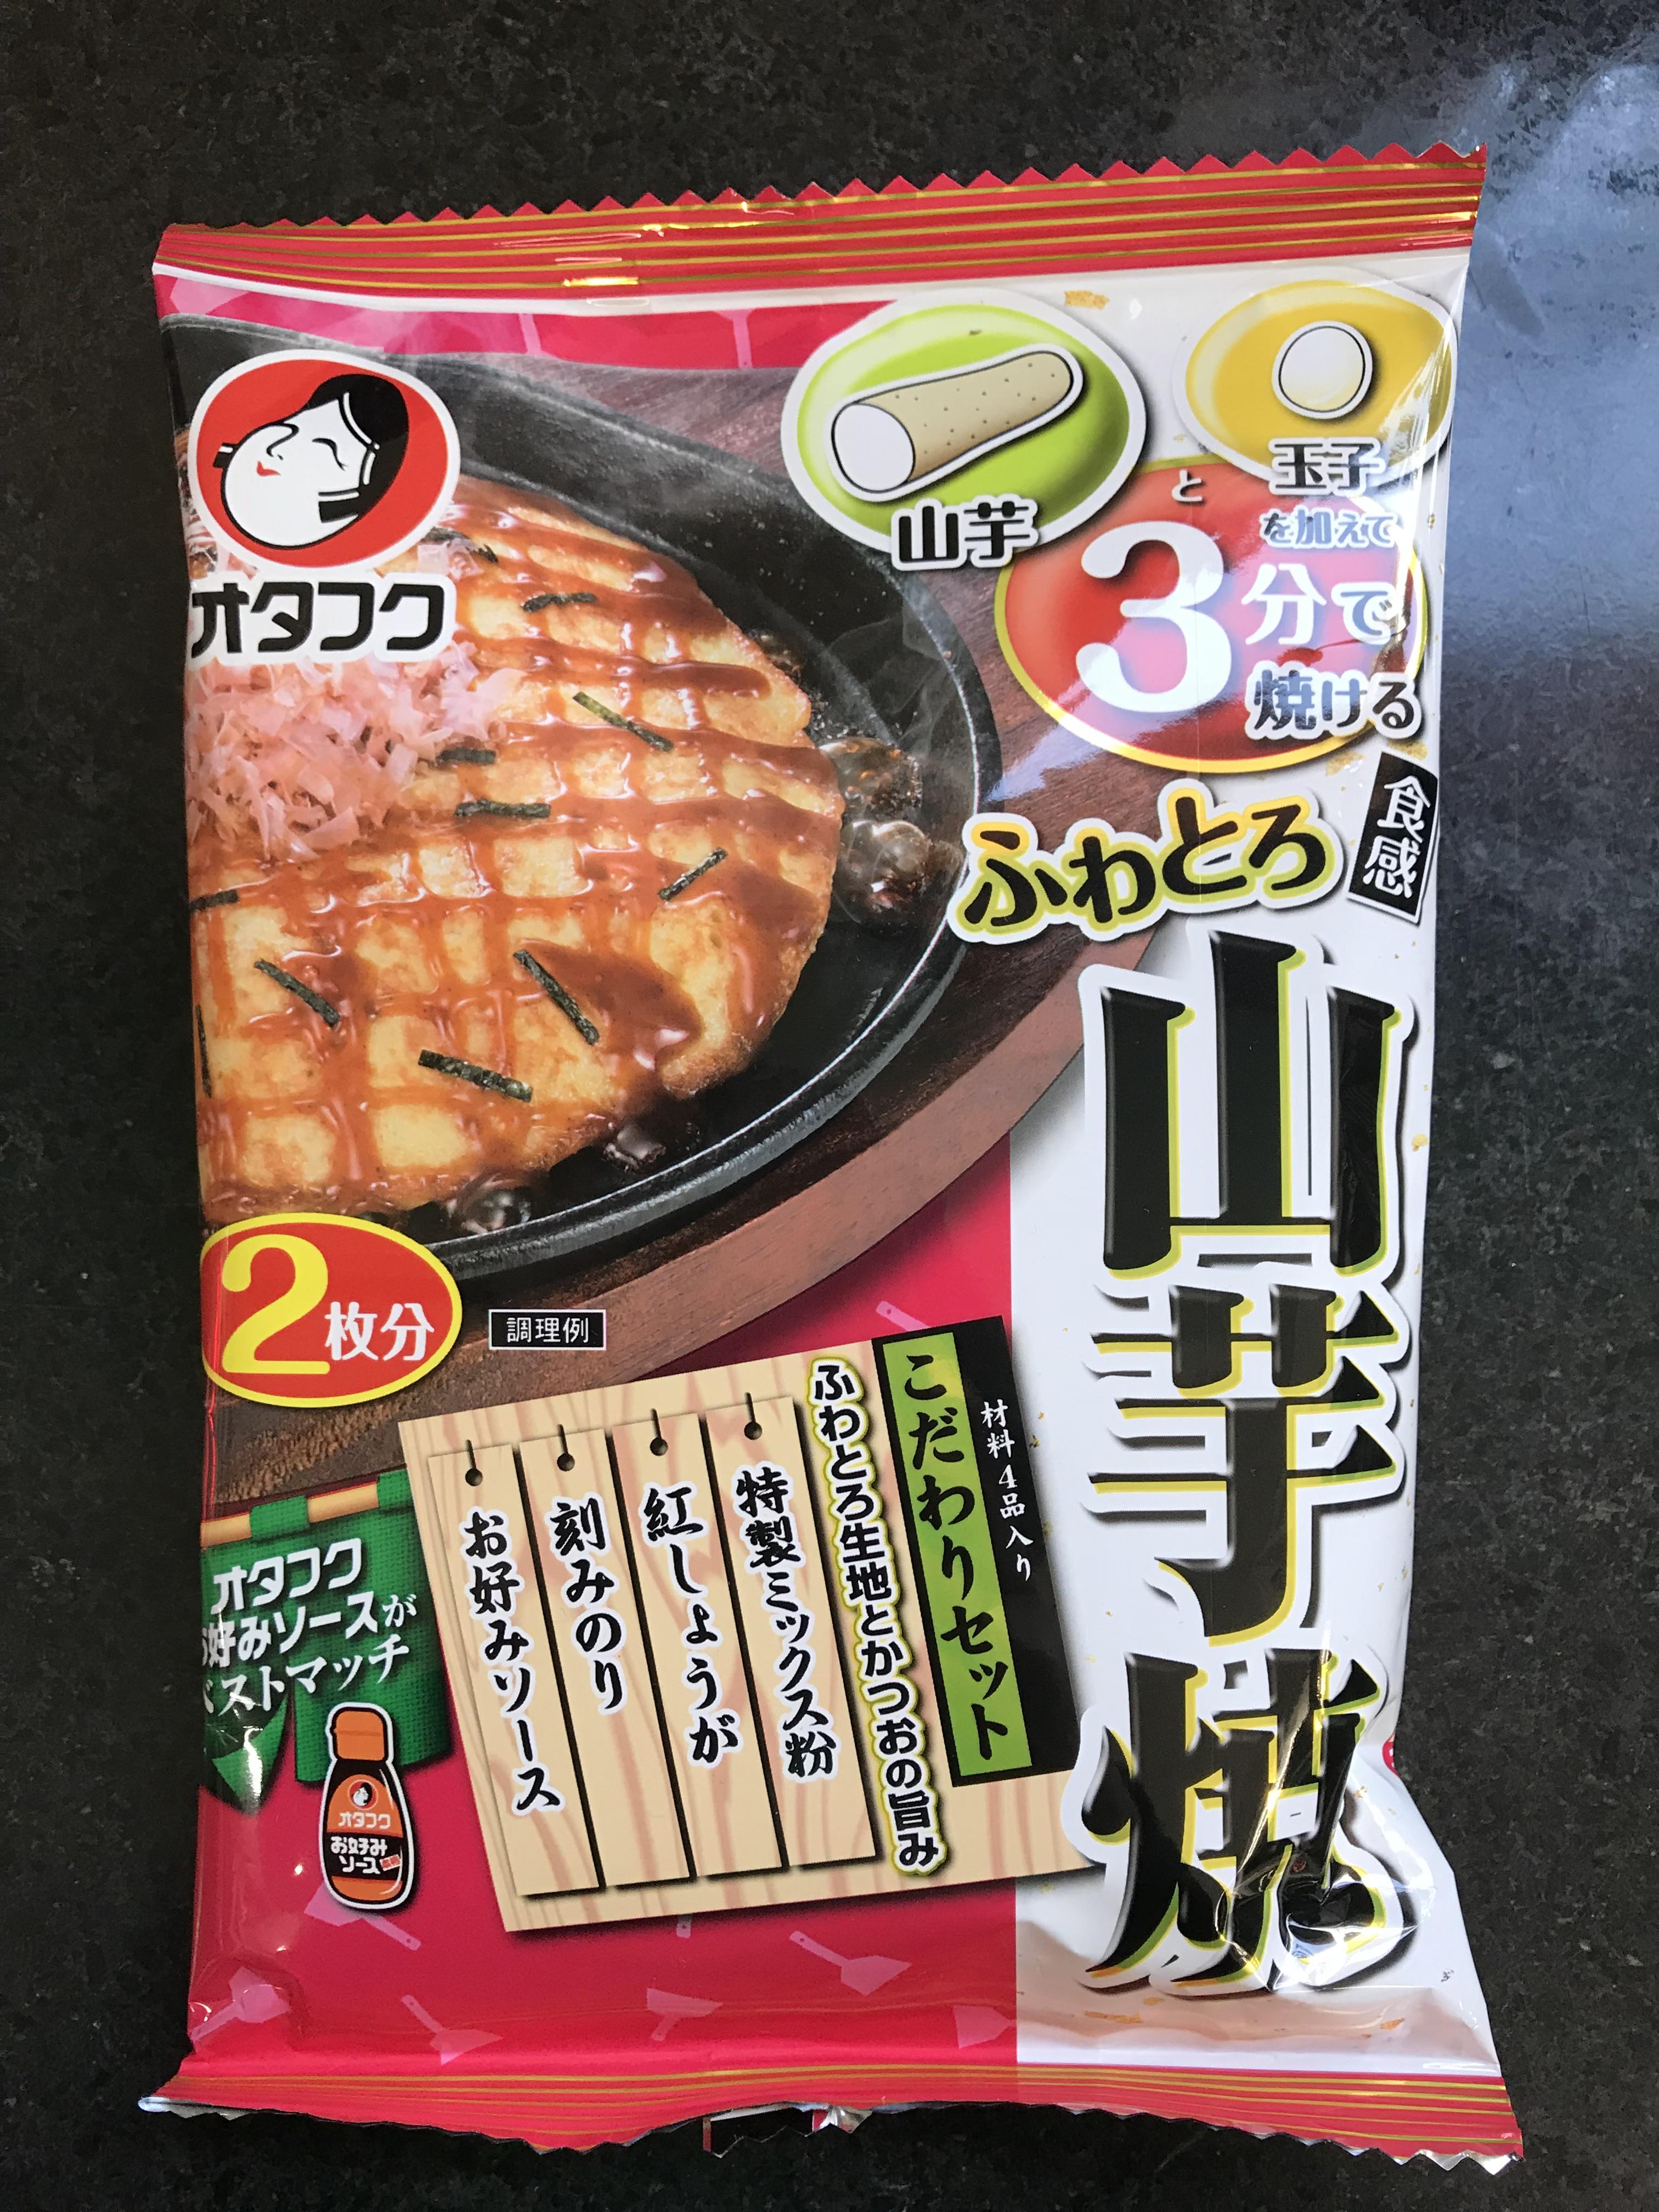 オタフク
山芋
と
玉子
を加えて
3分で
焼ける
ふわとろ
食感
山芋焼
2枚分
調理例
材料4品入り
こだわりセット
ふわとろ生地とかつおの旨み
特製ミックス粉
紅しょうが
刻みのり
お好みソース
オタフク
お好みソースが
ベストマッチ
オタフク
お好み
ソース